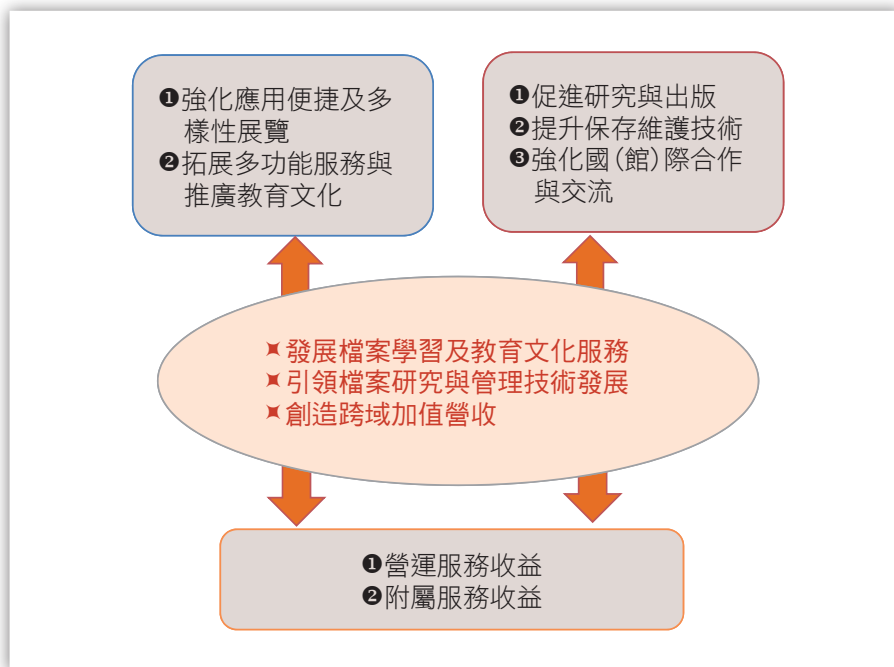 ❶強化應用便捷及多
樣性展覽
❷拓展多功能服務與
推廣教育文化
❶促進研究與出版
❷提升保存維護技術
❸強化國(館)際合作
與交流
發展檔案學習及教育文化服務
引領檔案研究與管理技術發展
創造跨域加值營收
❶營運服務收益
❷附屬服務收益